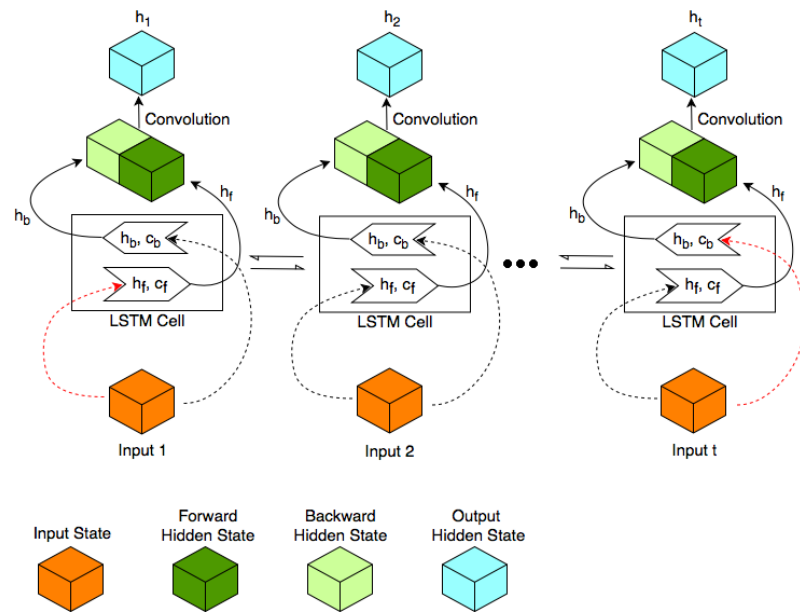 h1 h2 ht
Convolution Convolution Convolution
hf hf hf
hb hb hb
hb, cb hb, cb hb, cb
hf, cf hf, cf hf, cf
LSTM Cell LSTM Cell LSTM Cell
Input 1 Input 2 Input t
Input State
Forward
Hidden State
Backward
Hidden State
Output
Hidden State